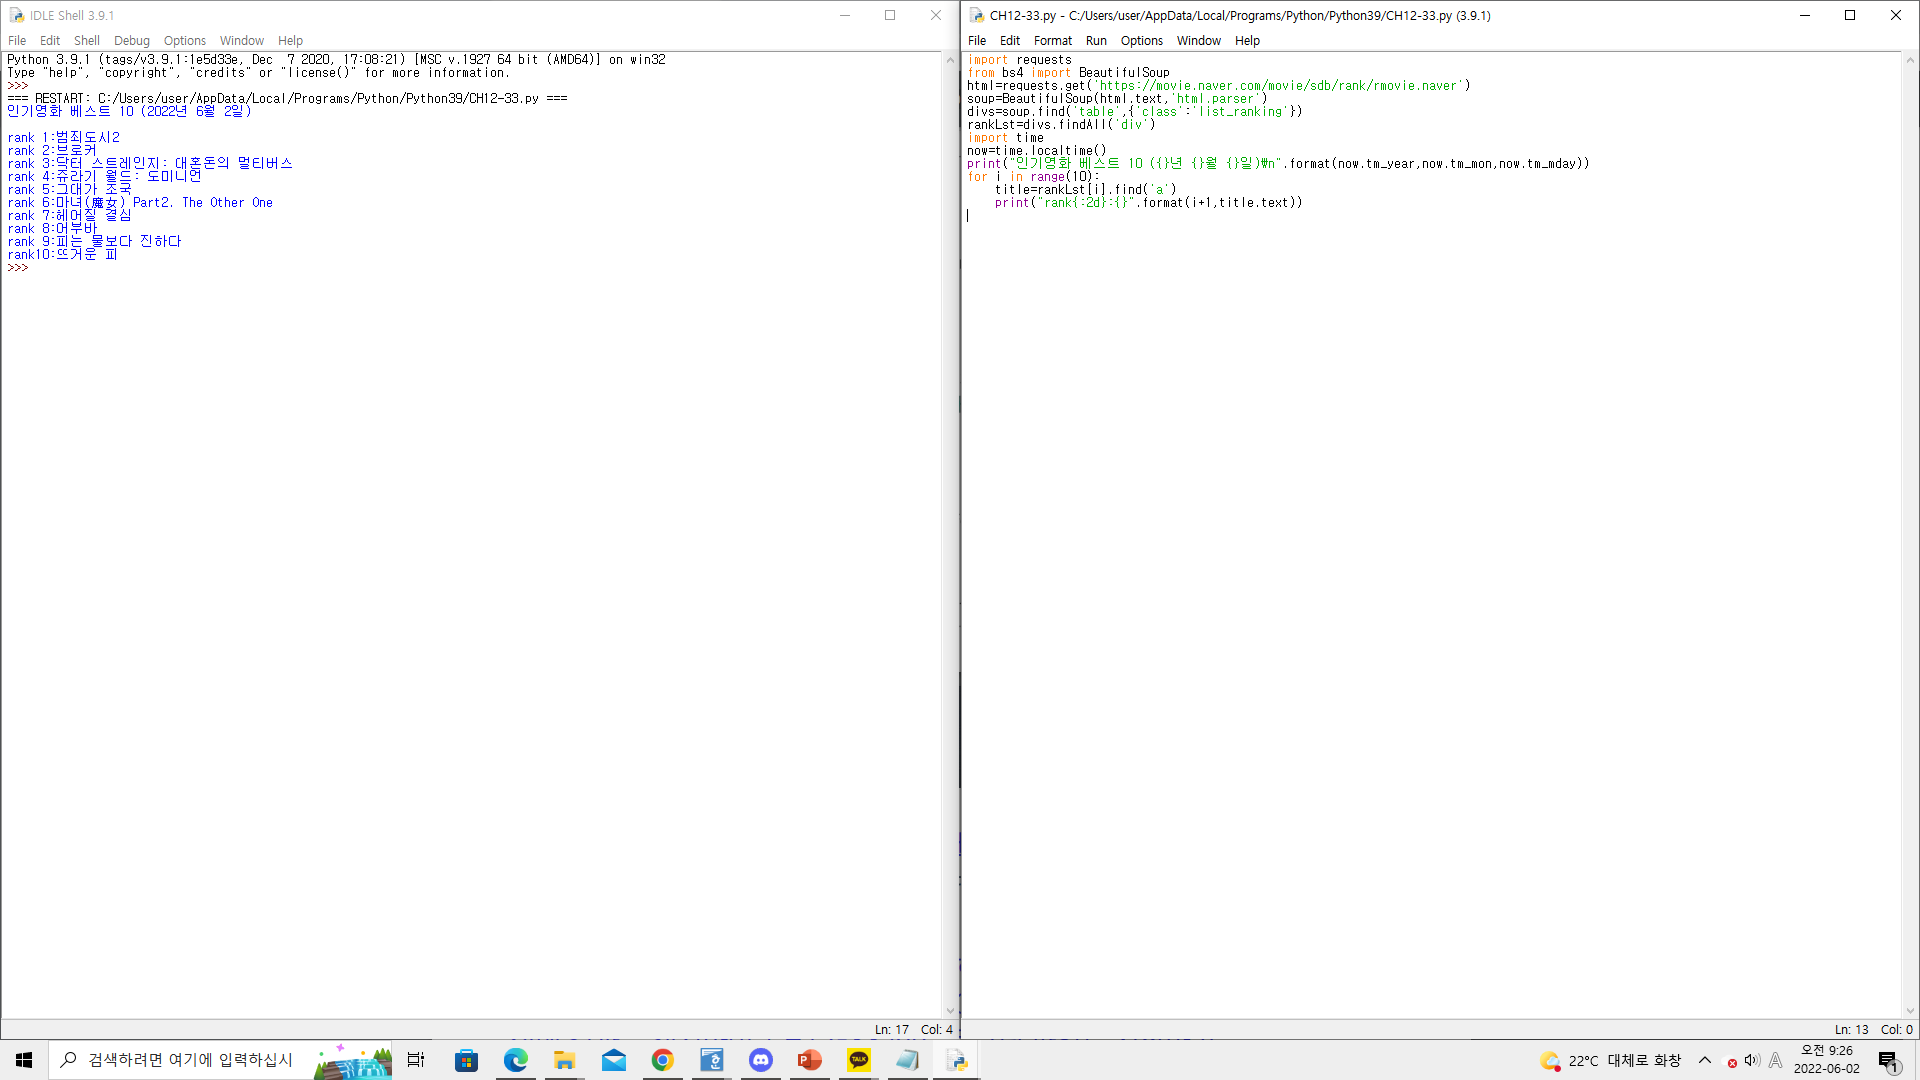 IDLE Shell 3.9.1
File Edit Shell Debug Options Window Help
Python 3.9.1 (tags/v3.9.1:1e5d33e, Dec  7 2020, 17:08:21) [MSC v.1927 64 bit (AMD64)] on win32
Type "help", "copyright", "credits" or "license()" for more information.
>>>
=== RESTART: C:/Users/user/AppData/Local/Programs/Python/Python39/CH12-33.py ===
인기영화 베스트 10 (2022년 6월 2일)
rank 1:범죄도시2
rank 2:브로커
rank 3:닥터 스트레인지: 대혼돈의 멀티버스
rank 4:쥬라기 월드: 도미니언
rank 5:그대가 조국
rank 6:마녀(魔女) Part2. The Other One
rank 7:헤어질 결심
rank 8:어부바
rank 9:피는 물보다 진하다
rank10:뜨거운 피
>>>
Ln: 17 Col: 4
CH12-33.py - C:/Users/user/AppData/Local/Programs/Python/Python39/CH12-33.py (3.9.1)
File Edit Format Run Options Window Help
import requests
from bs4 import BeautifulSoup
html=requests.get('https://movie.naver.com/movie/sdb/rank/rmovie.naver')
soup=BeautifulSoup(html.text,'html.parser')
divs=soup.find('table',{'class':'list_ranking'})
rankLst=divs.findAll('div')
import time
now=time.localtime()
print("인기영화 베스트 10 ({}년 {}월 {}일)₩n".format(now.tm_year,now.tm_mon,now.tm_mday))
for i in range(10):
    title=rankLst[i].find('a')
    print("rank{:2d}:{}".format(i+1,title.text))
Ln: 13 Col: 0
검색하려면 여기에 입력하십시
TALK
22°C 대체로 화창
A
오전 9:26
2022-06-02
1